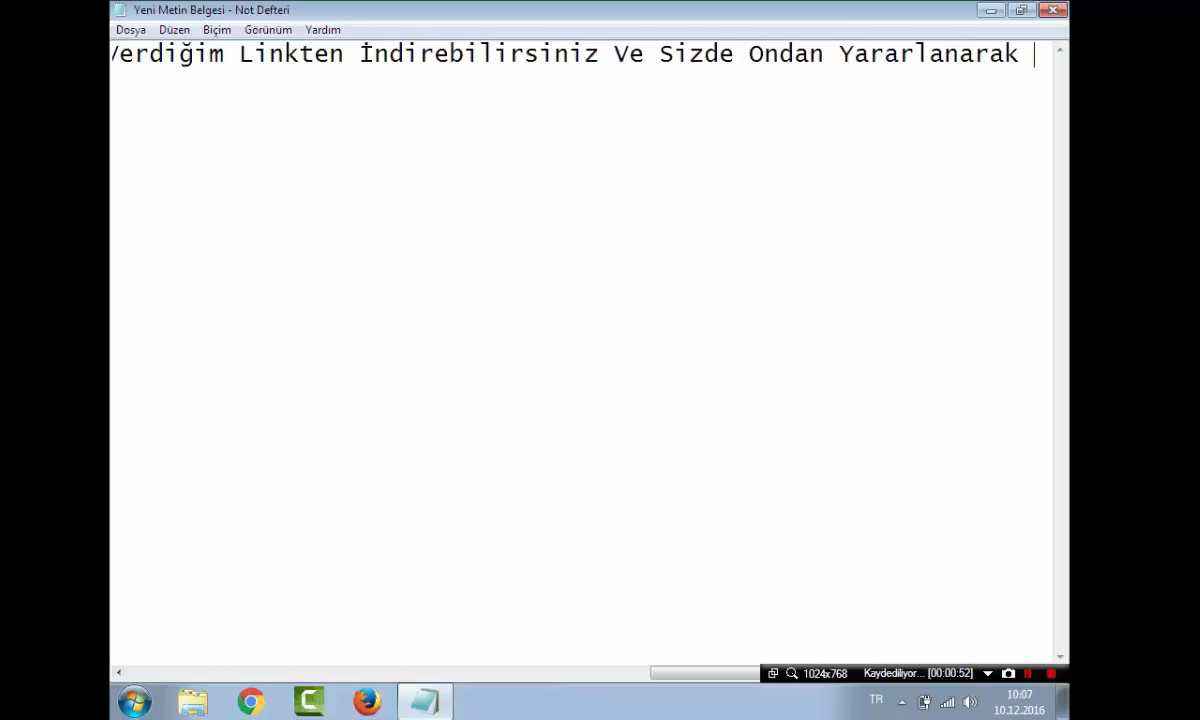 Yeni Metin Belgesi - Not Defteri
Dosya Düzen Biçim Görünüm Yardım
Verdiğim Linkten İndirebilirsiniz Ve Sizde Ondan Yararlanarak
1024x768 Kaydediliyor... [00:00:52]
TR
10:07
10.12.2016